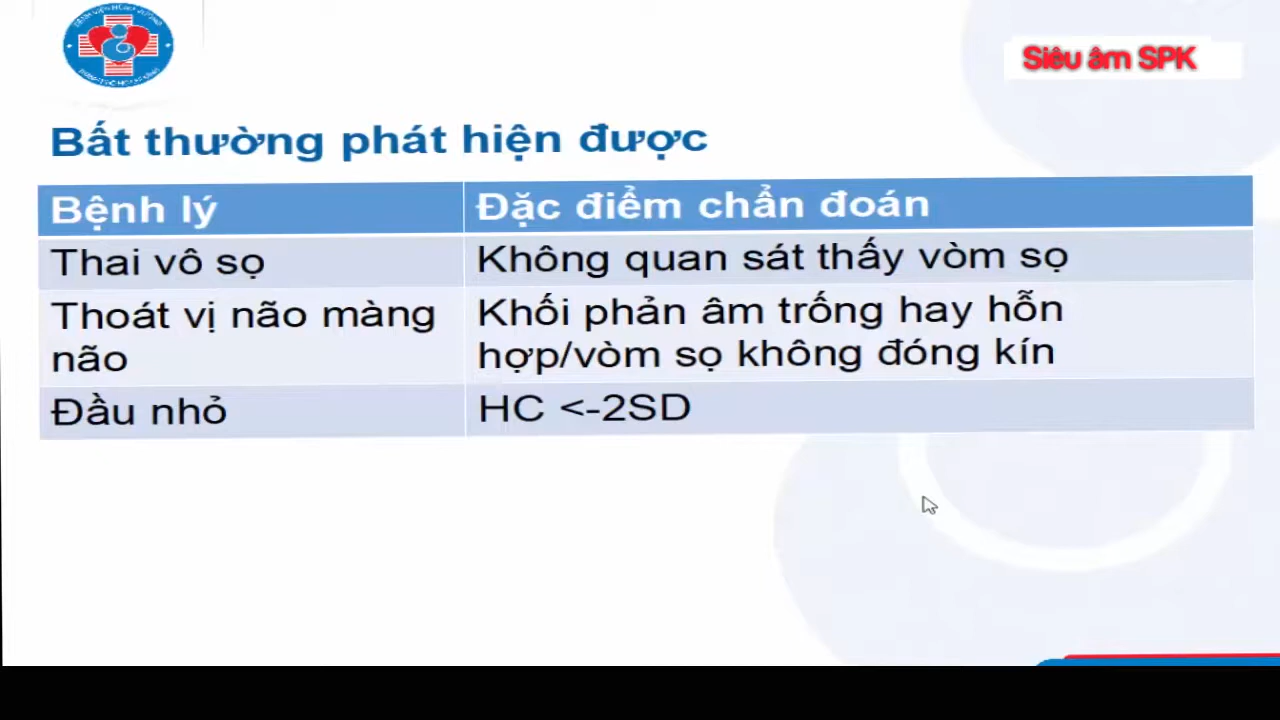 Siêu âm SPK
Bất thường phát hiện được
Bệnh lý
Đặc điểm chẩn đoán
Thai vô sọ
Không quan sát thấy vòm sọ
Thoát vị não màng
não
Khối phản âm trống hay hỗn
hợp/vòm sọ không đóng kín
Đầu nhỏ
HC <-2SD